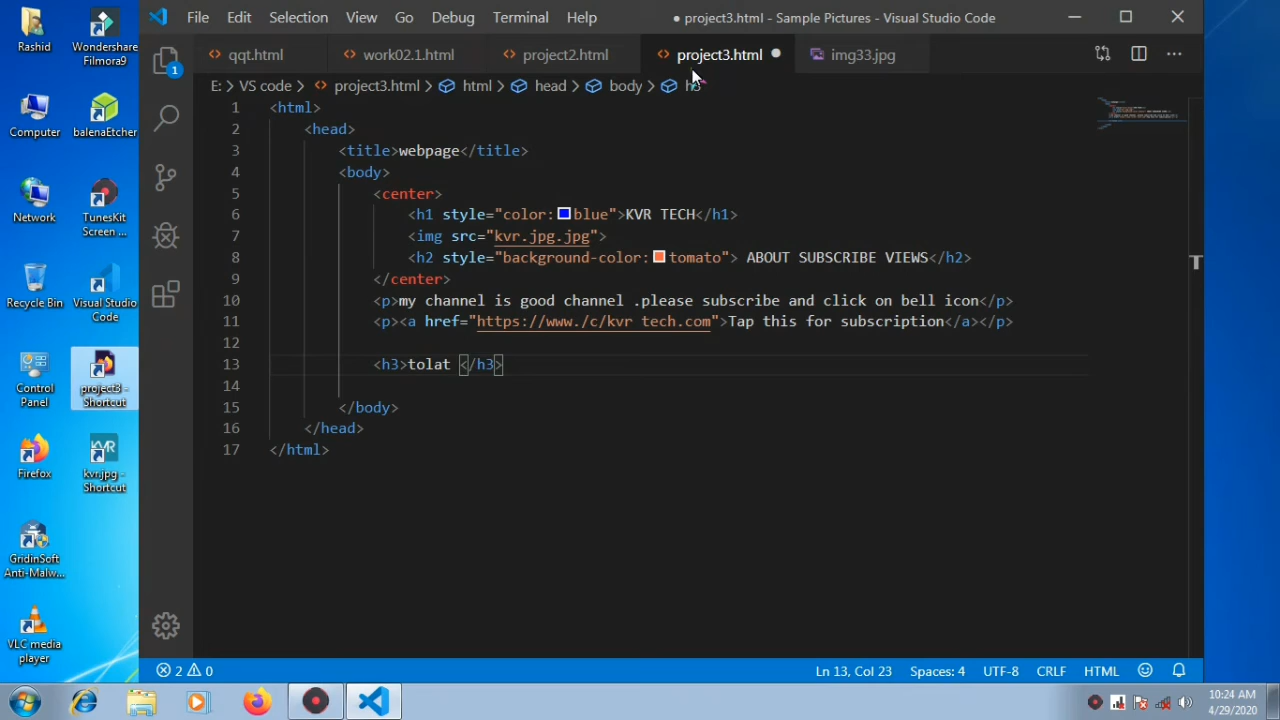 File Edit Selection View Go Debug Terminal Help ● project3.html - Sample Pictures - Visual Studio Code
qqt.html work02.1.html project2.html project3.html img33.jpg
E: > VS code > project3.html > html > head > body >
1 <html>
2 <head>
3 <title>webpage</title>
4 <body>
5 <center>
6 <h1 style="color:blue">KVR TECH</h1>
7 <img src="kvr.jpg.jpg">
8 <h2 style="background-color:tomato"> ABOUT SUBSCRIBE VIEWS</h2>
9 </center>
10 <p>my channel is good channel .please subscribe and click on bell icon</p>
11 <p><a href="https://www./c/kvr tech.com">Tap this for subscription</a></p>
12
13 <h3>tolat </h3>
14
15 </body>
16 </head>
17 </html>
1
Rashid
Wondershare
Filmora9
Computer
balenaEtcher
Network
TunesKit
Screen ...
Recycle Bin
Visual Studio
Code
Control
Panel
project3 -
Shortcut
Firefox
KVR
kvr.jpg -
Shortcut
GridinSoft
Anti-Malw...
VLC media
player
2 0 Ln 13, Col 23 Spaces: 4 UTF-8 CRLF HTML
10:24 AM
4/29/2020